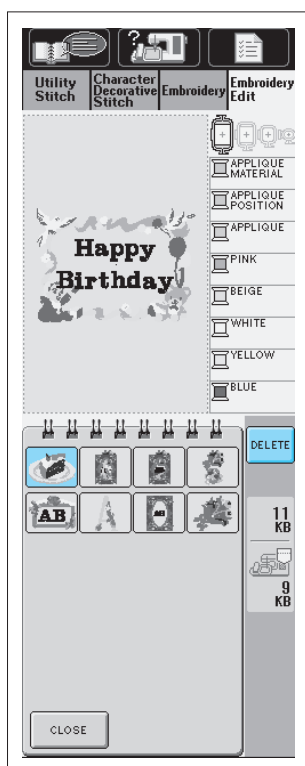 ?
Utility
Stitch
Character
Decorative
Stitch
Embroidery
Embroidery
Edit
APPLIQUE
MATERIAL
APPLIQUE
POSITION
APPLIQUE
PINK
BEIGE
WHITE
YELLOW
BLUE
Happy
Birthday
DELETE
AB
A
AB
11
KB
9
KB
CLOSE